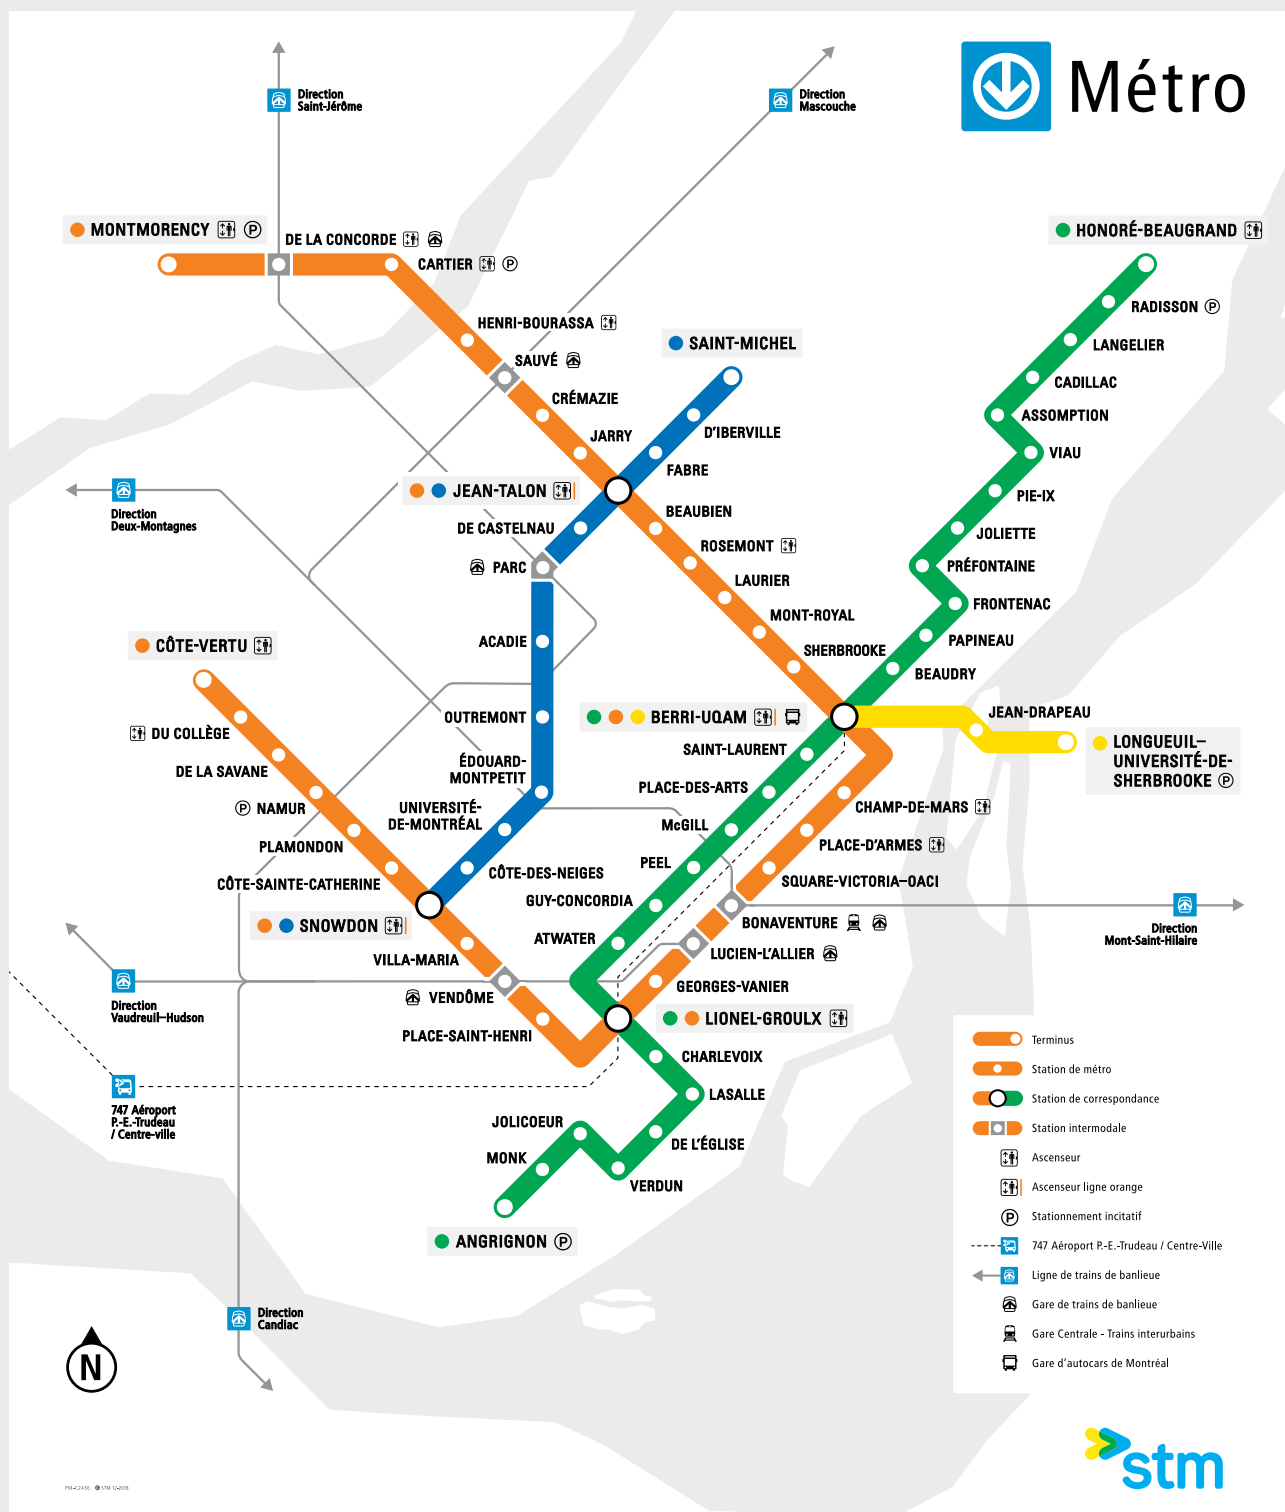 Métro
Direction
Saint-Jérôme
Direction
Mascouche
MONTMORENCY P
DE LA CONCORDE
CARTIER P
HONORÉ-BEAUGRAND
RADISSON P
HENRI-BOURASSA
LANGELIER
SAINT-MICHEL
SAUVÉ
CADILLAC
CRÉMAZIE
ASSOMPTION
D'IBERVILLE
JARRY
VIAU
FABRE
JEAN-TALON
PIE-IX
BEAUBIEN
Direction
Deux-Montagnes
DE CASTELNAU
JOLIETTE
ROSEMONT
PARC
PRÉFONTAINE
LAURIER
FRONTENAC
MONT-ROYAL
CÔTE-VERTU
ACADIE
PAPINEAU
SHERBROOKE
BEAUDRY
OUTREMONT
BERRI-UQAM
JEAN-DRAPEAU
DU COLLÈGE
SAINT-LAURENT
LONGUEUIL–
UNIVERSITÉ-DE-
SHERBROOKE P
DE LA SAVANE
ÉDOUARD-
MONTPETIT
PLACE-DES-ARTS
P NAMUR
UNIVERSITÉ-
DE-MONTRÉAL
CHAMP-DE-MARS
McGILL
PLAMONDON
PLACE-D'ARMES
PEEL
CÔTE-SAINTE-CATHERINE
CÔTE-DES-NEIGES
SQUARE-VICTORIA–OACI
GUY-CONCORDIA
SNOWDON
BONAVENTURE
Direction
Mont-Saint-Hilaire
ATWATER
VILLA-MARIA
LUCIEN-L'ALLIER
GEORGES-VANIER
VENDÔME
Direction
Vaudreuil–Hudson
LIONEL-GROULX
PLACE-SAINT-HENRI
CHARLEVOIX
LASALLE
747 Aéroport
P.-E.-Trudeau
/ Centre-ville
JOLICOEUR
DE L'ÉGLISE
MONK
VERDUN
ANGRIGNON P
Direction
Candiac
N
Terminus
Station de métro
Station de correspondance
Station intermodale
Ascenseur
Ascenseur ligne orange
P Stationnement incitatif
747 Aéroport P.-E.-Trudeau / Centre-Ville
Ligne de trains de banlieue
Gare de trains de banlieue
Gare Centrale - Trains interurbains
Gare d'autocars de Montréal
stm